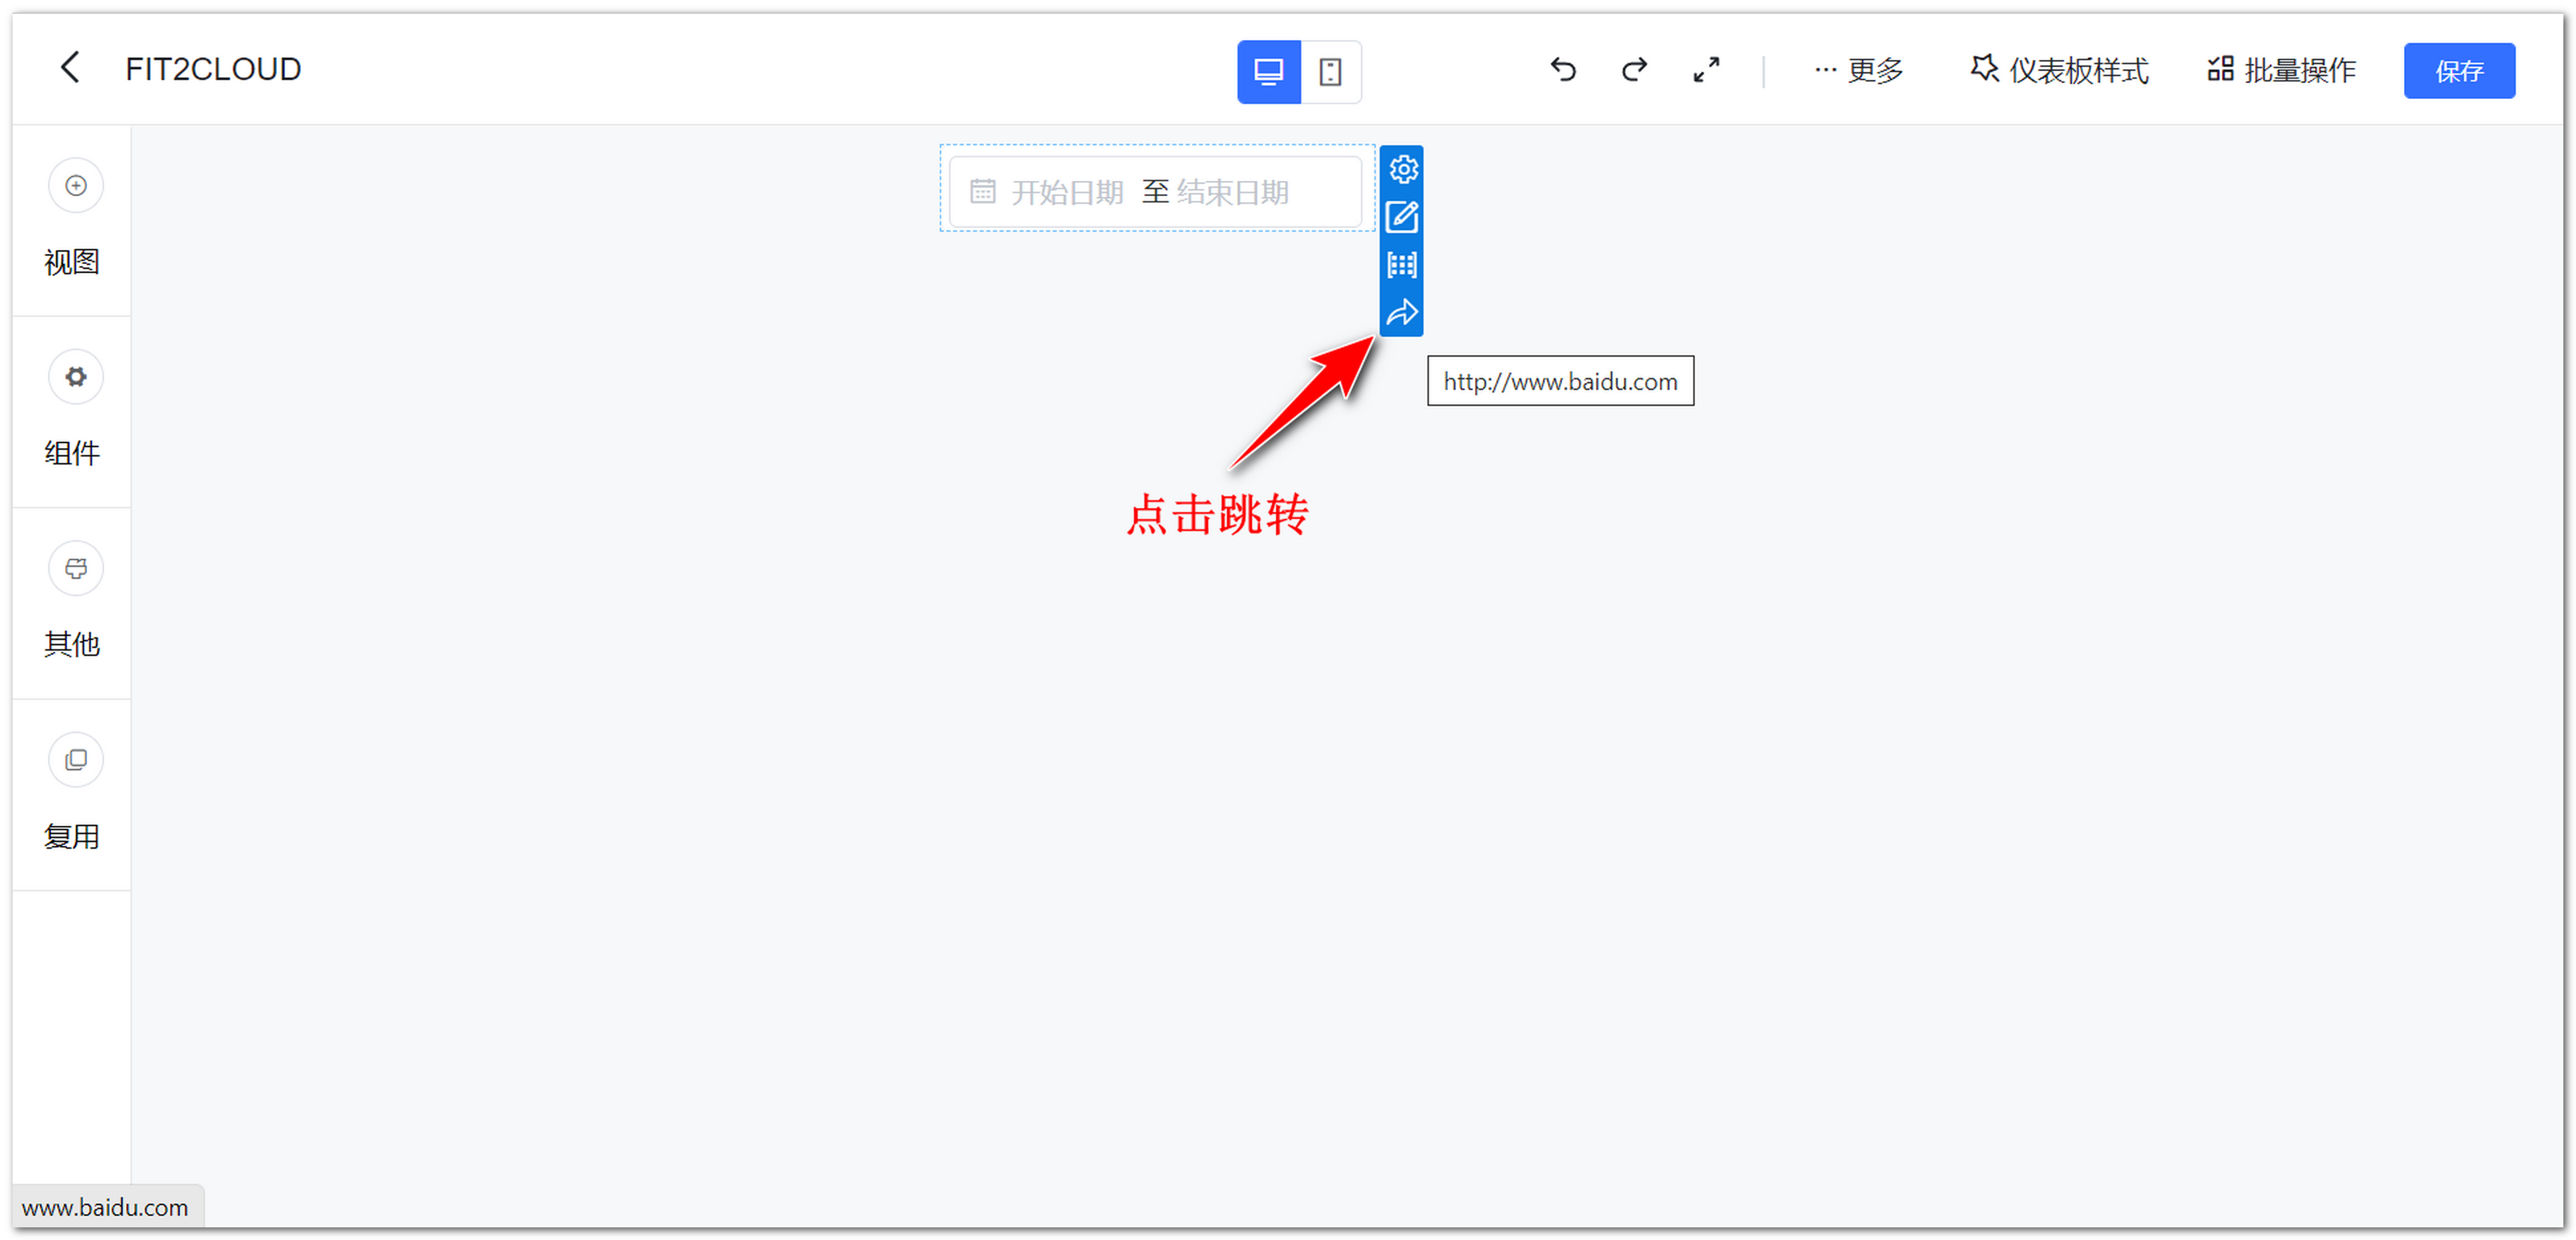 FIT2CLOUD
··· 更多 仪表板样式 批量操作 保存
开始日期 至 结束日期
视图
http://www.baidu.com
组件
点击跳转
其他
复用
www.baidu.com